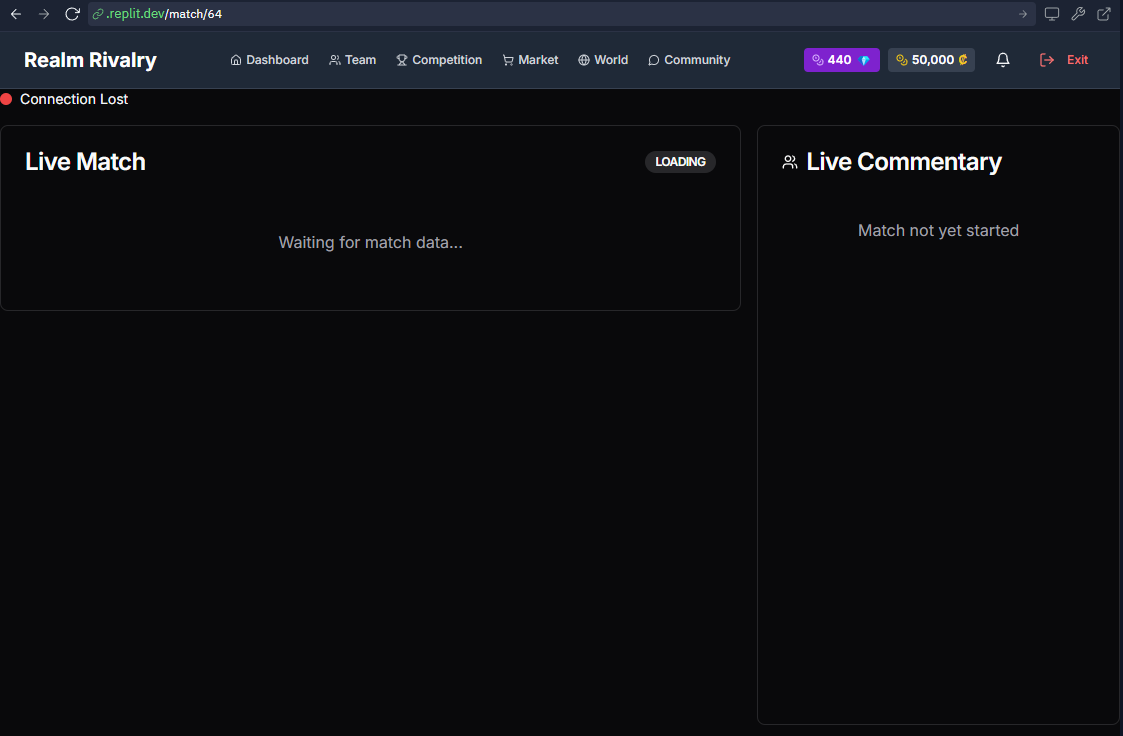 .replit.dev/match/64
Realm Rivalry Dashboard Team Competition Market World Community 440 50,000 ₡ Exit
Connection Lost
Live Match LOADING
Waiting for match data...
Live Commentary
Match not yet started